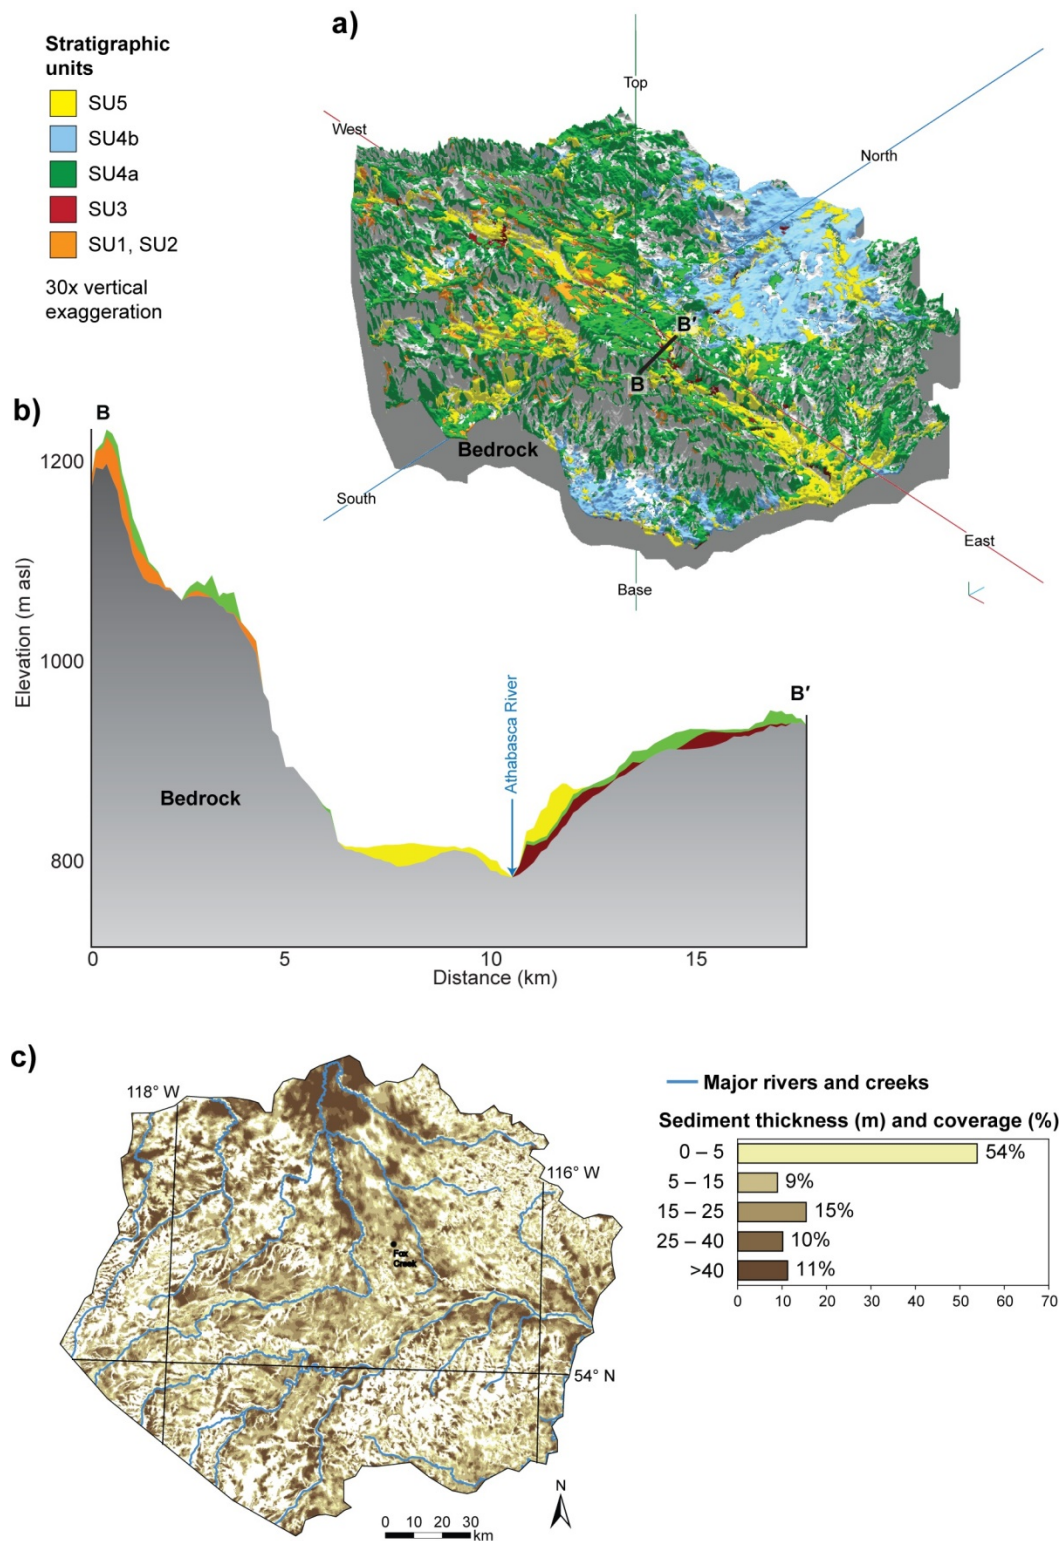 a)
Stratigraphic
units
SU5
SU4b
SU4a
SU3
SU1, SU2
30x vertical
exaggeration
Top
West
North
B'
B
Bedrock
South
East
Base
b)
B
1200
1000
800
Elevation (m asl)
Bedrock
Athabasca River
B'
0
5
10
15
Distance (km)
c)
118° W
116° W
Fox
Creek
54° N
N
0 10 20 30
km
Major rivers and creeks
Sediment thickness (m) and coverage (%)
0 – 5 54%
5 – 15 9%
15 – 25 15%
25 – 40 10%
>40 11%
0 10 20 30 40 50 60 70